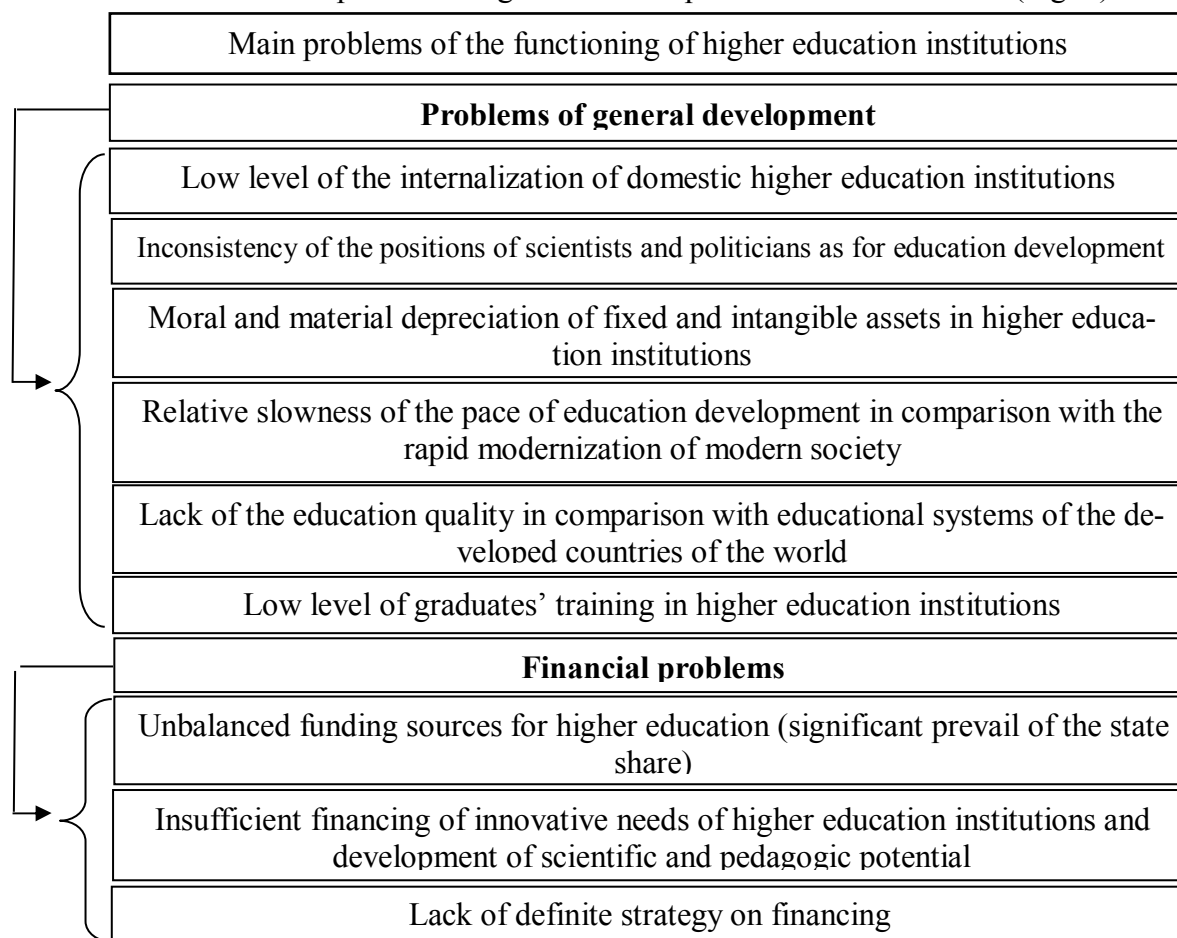 Main problems of the functioning of higher education institutions
Problems of general development
Low level of the internalization of domestic higher education institutions
Inconsistency of the positions of scientists and politicians as for education development
Moral and material depreciation of fixed and intangible assets in higher educa-
tion institutions
Relative slowness of the pace of education development in comparison with the
rapid modernization of modern society
Lack of the education quality in comparison with educational systems of the de-
veloped countries of the world
Low level of graduates’ training in higher education institutions
Financial problems
Unbalanced funding sources for higher education (significant prevail of the state
share)
Insufficient financing of innovative needs of higher education institutions and
development of scientific and pedagogic potential
Lack of definite strategy on financing